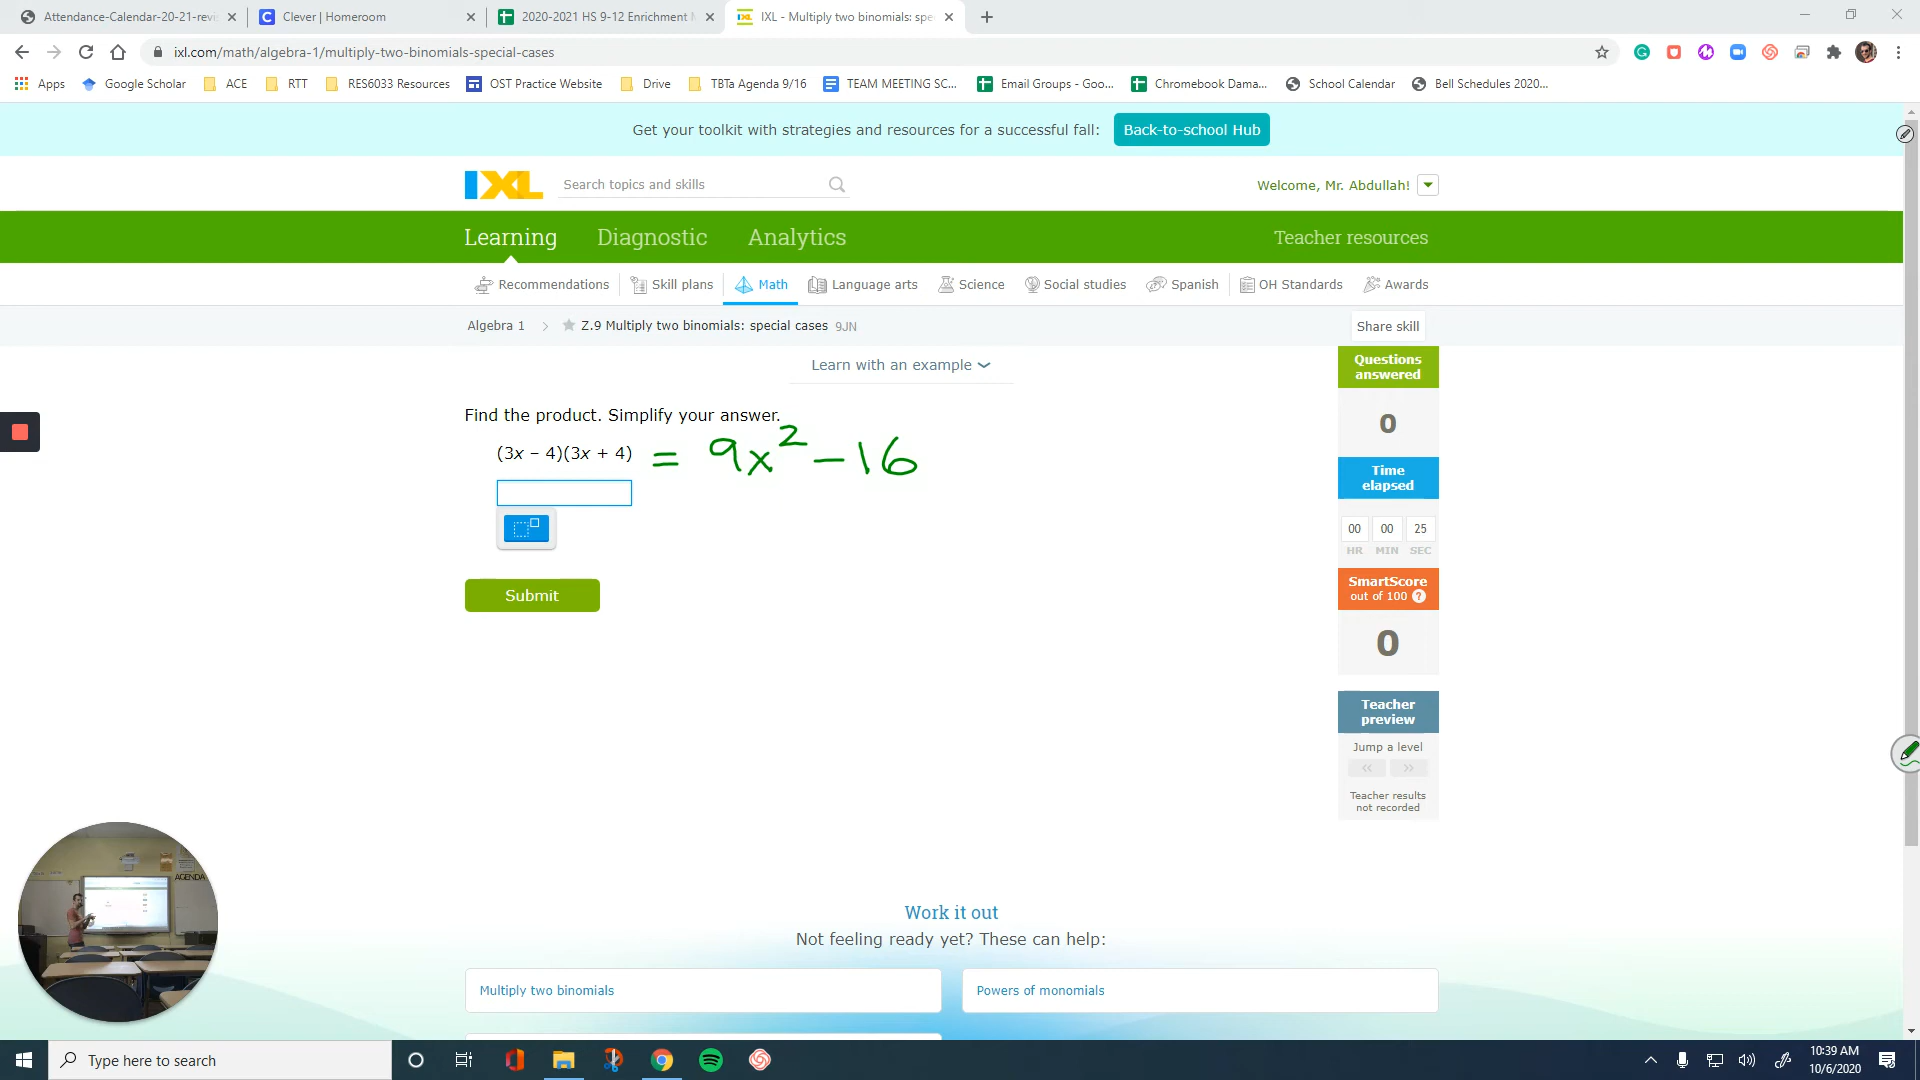 Attendance-Calendar-20-21-revi
Clever | Homeroom
2020-2021 HS 9-12 Enrichment M
IXL - Multiply two binomials: spe
ixl.com/math/algebra-1/multiply-two-binomials-special-cases
Apps Google Scholar ACE RTT RES6033 Resources OST Practice Website Drive TBTa Agenda 9/16 TEAM MEETING SC... Email Groups - Goo... Chromebook Dama... School Calendar Bell Schedules 2020...
Get your toolkit with strategies and resources for a successful fall: Back-to-school Hub
IXL Search topics and skills Welcome, Mr. Abdullah!
Learning Diagnostic Analytics Teacher resources
Recommendations Skill plans Math Language arts Science Social studies Spanish OH Standards Awards
Algebra 1 Z.9 Multiply two binomials: special cases 9JN Share skill
Learn with an example
Find the product. Simplify your answer.
(3x – 4)(3x + 4) = 9x² – 16
Submit
Questions
answered
0
Time
elapsed
00 00 25
HR MIN SEC
SmartScore
out of 100 ?
0
Teacher
preview
Jump a level
<< >>
Teacher results
not recorded
AGENDA
Work it out
Not feeling ready yet? These can help:
Multiply two binomials Powers of monomials
Type here to search
10:39 AM
10/6/2020